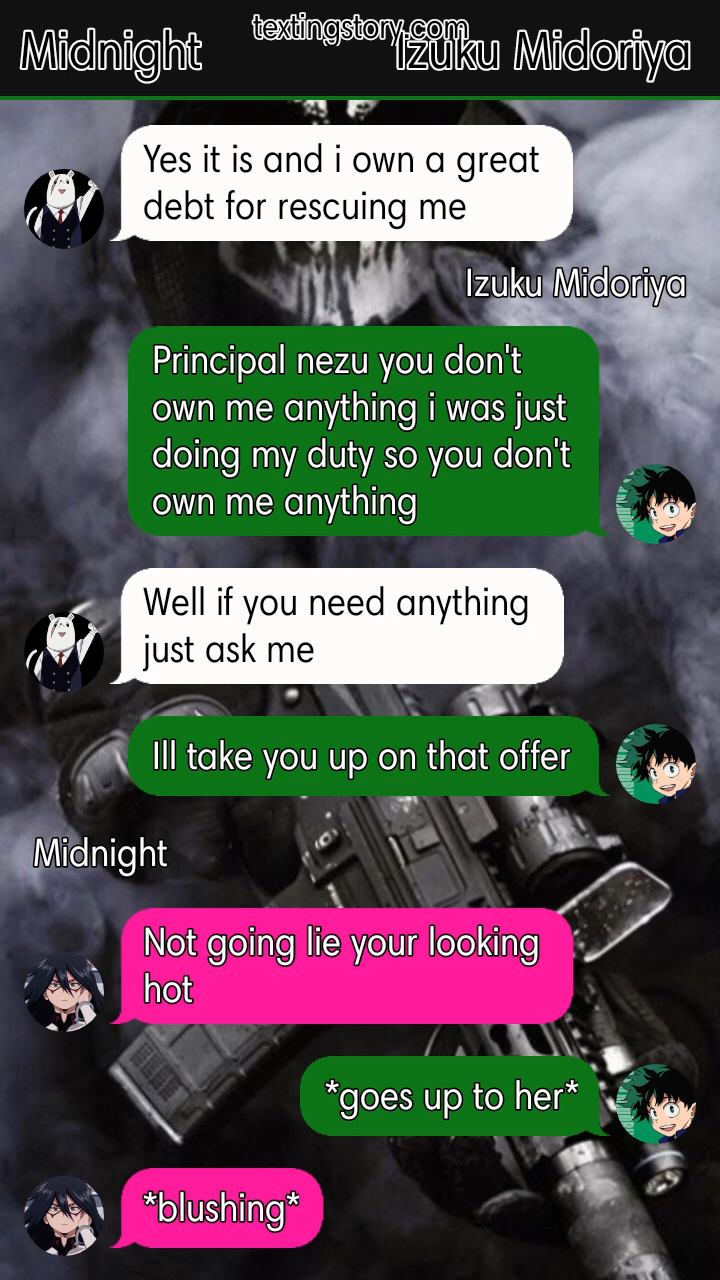 textingstory.com
Midnight
Izuku Midoriya
Yes it is and i own a great
debt for rescuing me
Izuku Midoriya
Principal nezu you don't
own me anything i was just
doing my duty so you don't
own me anything
Well if you need anything
just ask me
Ill take you up on that offer
Midnight
Not going lie your looking
hot
*goes up to her*
*blushing*